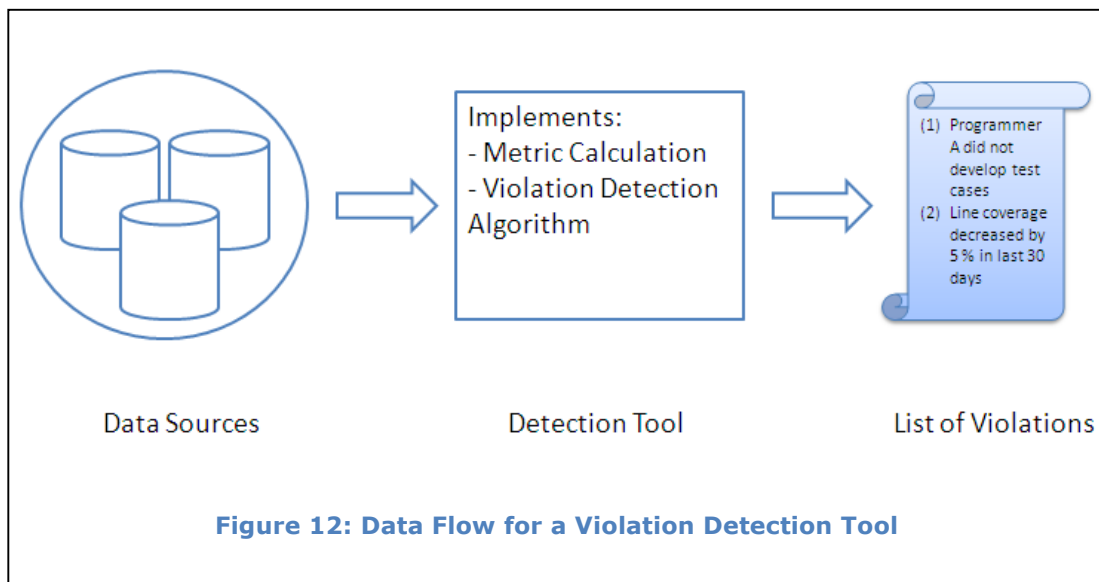 Implements:
- Metric Calculation
- Violation Detection
Algorithm
(1) Programmer
A did not
develop test
cases
(2) Line coverage
decreased by
5 % in last 30
days
Data Sources
Detection Tool
List of Violations
Figure 12: Data Flow for a Violation Detection Tool